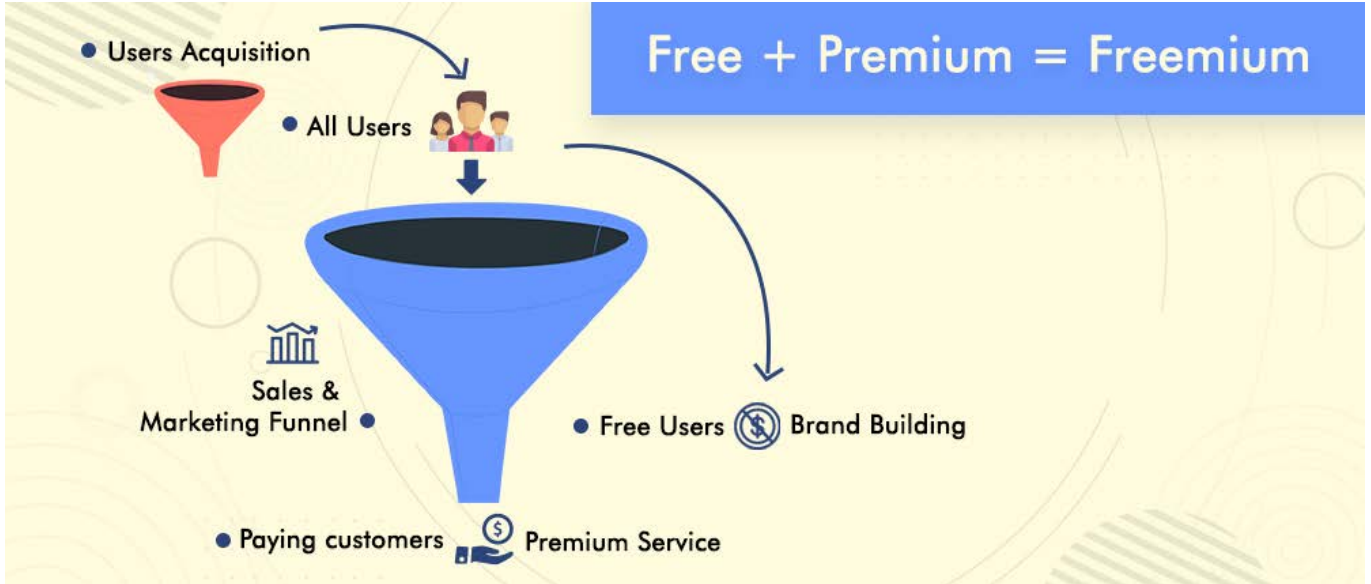 Free + Premium = Freemium
Users Acquisition
All Users
Sales &
Marketing Funnel
Free Users
Brand Building
Paying customers
Premium Service